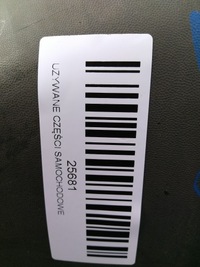 25681
UŻYWANE CZĘŚCI SAMOCHODOWE